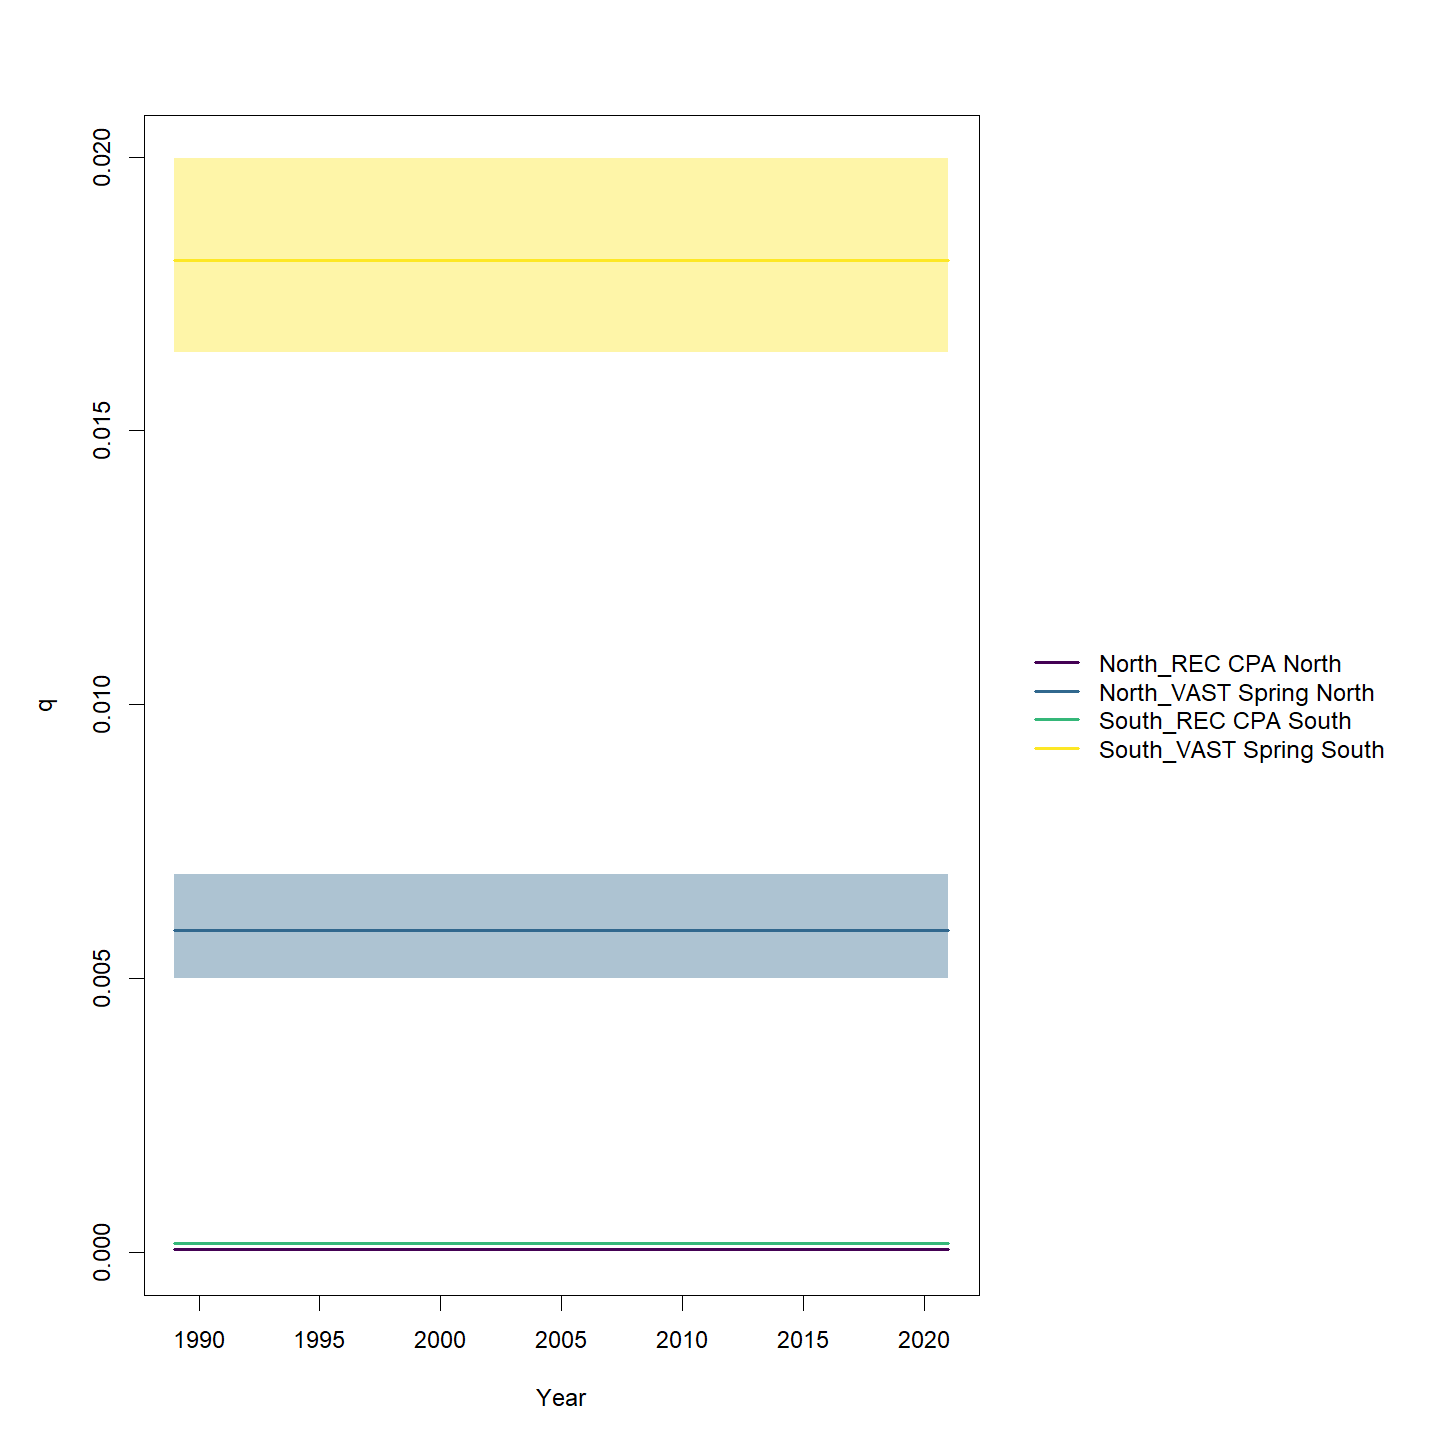 0.020
0.015
0.010
0.005
0.000
q
1990 1995 2000 2005 2010 2015 2020
Year
North_REC CPA North
North_VAST Spring North
South_REC CPA South
South_VAST Spring South